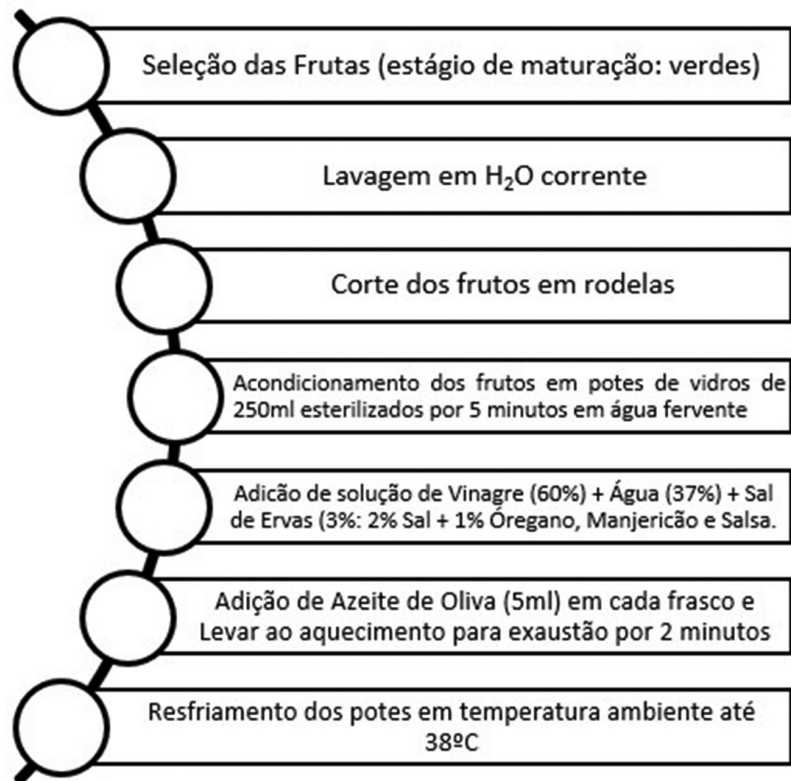 Seleção das Frutas (estágio de maturação: verdes)
Lavagem em H₂O corrente
Corte dos frutos em rodelas
Acondicionamento dos frutos em potes de vidros de
250ml esterilizados por 5 minutos em água fervente
Adicão de solução de Vinagre (60%) + Água (37%) + Sal
de Ervas (3%: 2% Sal + 1% Óregano, Manjericão e Salsa.
Adição de Azeite de Oliva (5ml) em cada frasco e
Levar ao aquecimento para exaustão por 2 minutos
Resfriamento dos potes em temperatura ambiente até
38ºC